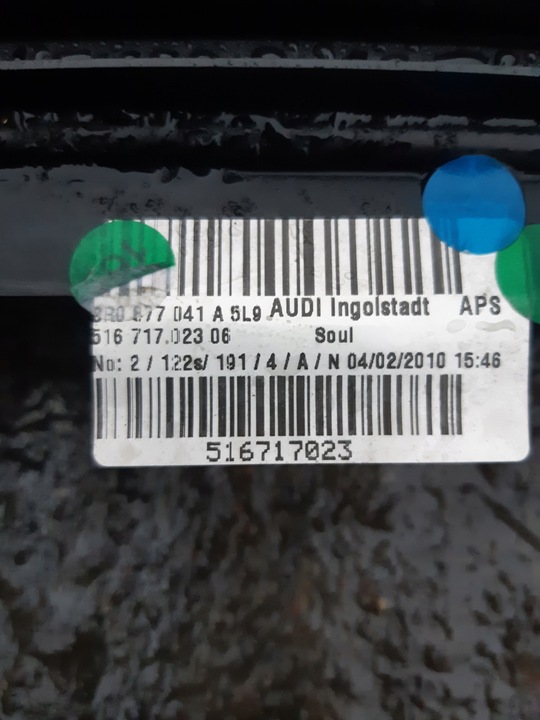 8R0 877 041 A 5L9 AUDI Ingolstadt APS
516 717.023 06 Soul
No: 2 / 122s/ 191 / 4 / A / N 04/02/2010 15:46
516717023